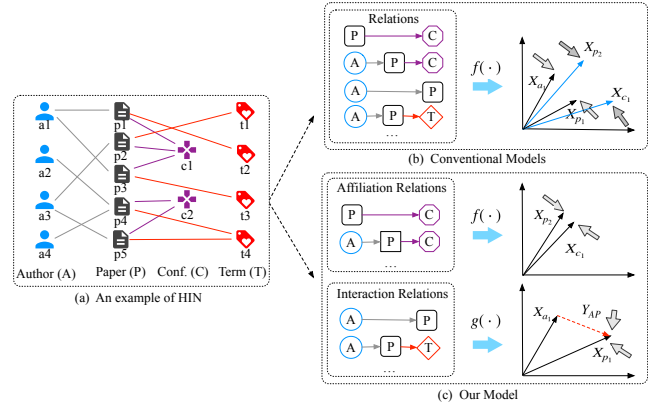 a1
a2
a3
a4
p1
p2
p3
p4
p5
c1
c2
t1
t2
t3
t4
Author (A)
Paper (P)
Conf. (C)
Term (T)
(a) An example of HIN
Relations
P C
A P C
A P
A P T
...
f(·)
X_{p_2}
X_{a_1}
X_{c_1}
X_{p_1}
(b) Conventional Models
Affiliation Relations
P C
A P C
...
f(·)
X_{p_2}
X_{c_1}
Interaction Relations
A P
A P T
...
g(·)
X_{a_1}
Y_{AP}
X_{p_1}
(c) Our Model